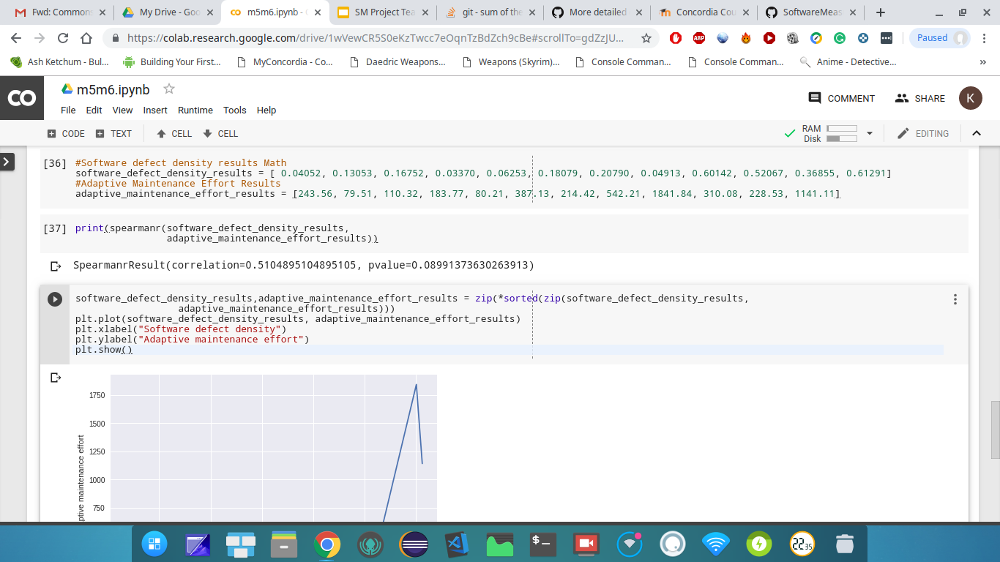 Fwd: Commons
My Drive - Goo
m5m6.ipynb - C
SM Project Tea
git - sum of the
More detailed
Concordia Cou
SoftwareMeas
https://colab.research.google.com/drive/1wVewCR5S0eKzTwcc7eOqnTzBdZch9cBe#scrollTo=gdZzJU...
ABP
Paused
Ash Ketchum - Bul...
Building Your First...
MyConcordia - Co...
Daedric Weapons...
Weapons (Skyrim)...
Console Comman...
Console Comman...
Anime - Detective...
»
CO
m5m6.ipynb
COMMENT
SHARE
K
File Edit View Insert Runtime Tools Help
CODE TEXT CELL CELL
RAM
Disk
EDITING
[36] #Software defect density results Math
software_defect_density_results = [ 0.04052, 0.13053, 0.16752, 0.03370, 0.06253, 0.18079, 0.20790, 0.04913, 0.60142, 0.52067, 0.36855, 0.61291]
#Adaptive Maintenance Effort Results
adaptive_maintenance_effort_results = [243.56, 79.51, 110.32, 183.77, 80.21, 387.13, 214.42, 542.21, 1841.84, 310.08, 228.53, 1141.11]
[37] print(spearmanr(software_defect_density_results,
adaptive_maintenance_effort_results))
SpearmanrResult(correlation=0.5104895104895105, pvalue=0.08991373630263913)
software_defect_density_results,adaptive_maintenance_effort_results = zip(*sorted(zip(software_defect_density_results,
adaptive_maintenance_effort_results)))
plt.plot(software_defect_density_results, adaptive_maintenance_effort_results)
plt.xlabel("Software defect density")
plt.ylabel("Adaptive maintenance effort")
plt.show()
1750
1500
1250
1000
750
ptive maintenance effort
$
22 35